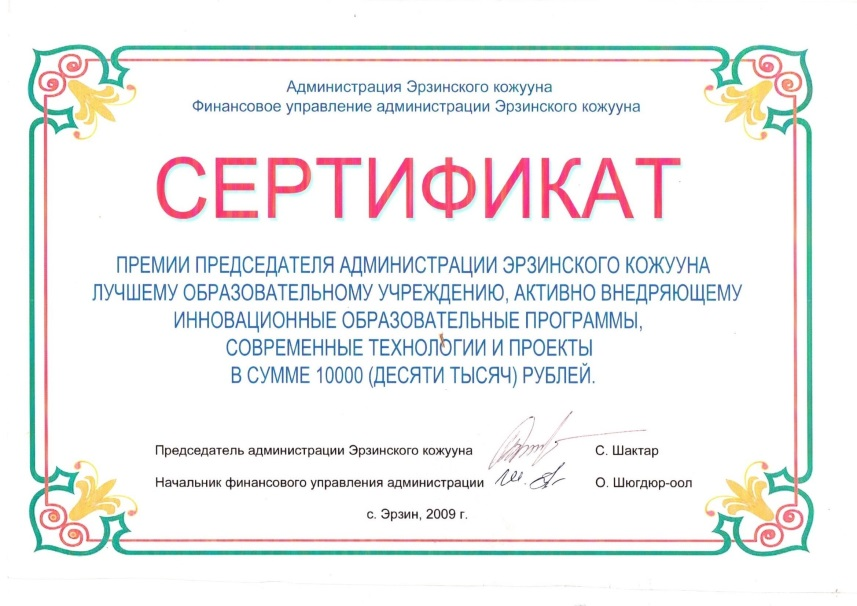 Администрация Эрзинского кожууна
Финансовое управление администрации Эрзинского кожууна
СЕРТИФИКАТ
ПРЕМИИ ПРЕДСЕДАТЕЛЯ АДМИНИСТРАЦИИ ЭРЗИНСКОГО КОЖУУНА
ЛУЧШЕМУ ОБРАЗОВАТЕЛЬНОМУ УЧРЕЖДЕНИЮ, АКТИВНО ВНЕДРЯЮЩЕМУ
ИННОВАЦИОННЫЕ ОБРАЗОВАТЕЛЬНЫЕ ПРОГРАММЫ,
СОВРЕМЕННЫЕ ТЕХНОЛОГИИ И ПРОЕКТЫ
В СУММЕ 10000 (ДЕСЯТИ ТЫСЯЧ) РУБЛЕЙ.
Председатель администрации Эрзинского кожууна С. Шактар
Начальник финансового управления администрации О. Шюгдюр-оол
с. Эрзин, 2009 г.